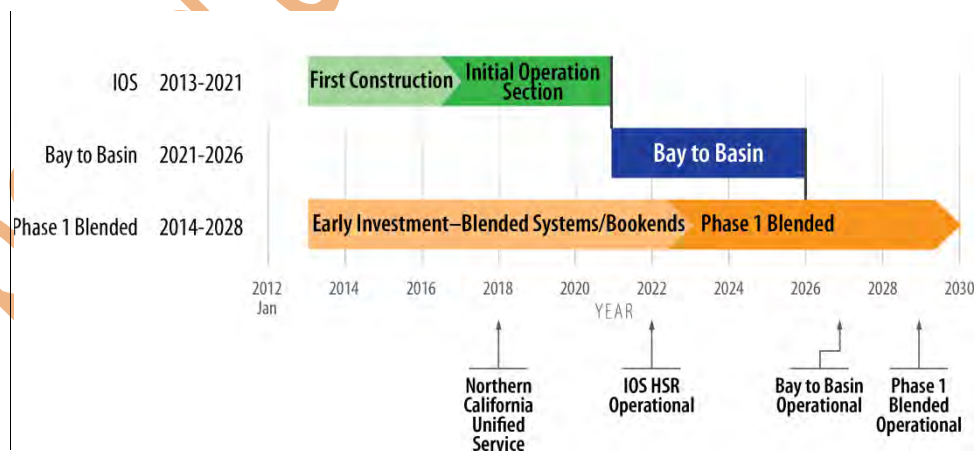 IOS 2013-2021
First Construction
Initial Operation
Section
Bay to Basin 2021-2026
Bay to Basin
Phase 1 Blended 2014-2028
Early Investment–Blended Systems/Bookends
Phase 1 Blended
2012 2014 2016 2018 2020 2022 2024 2026 2028 2030
Jan
YEAR
Northern
California
Unified
Service
IOS HSR
Operational
Bay to Basin
Operational
Phase 1
Blended
Operational